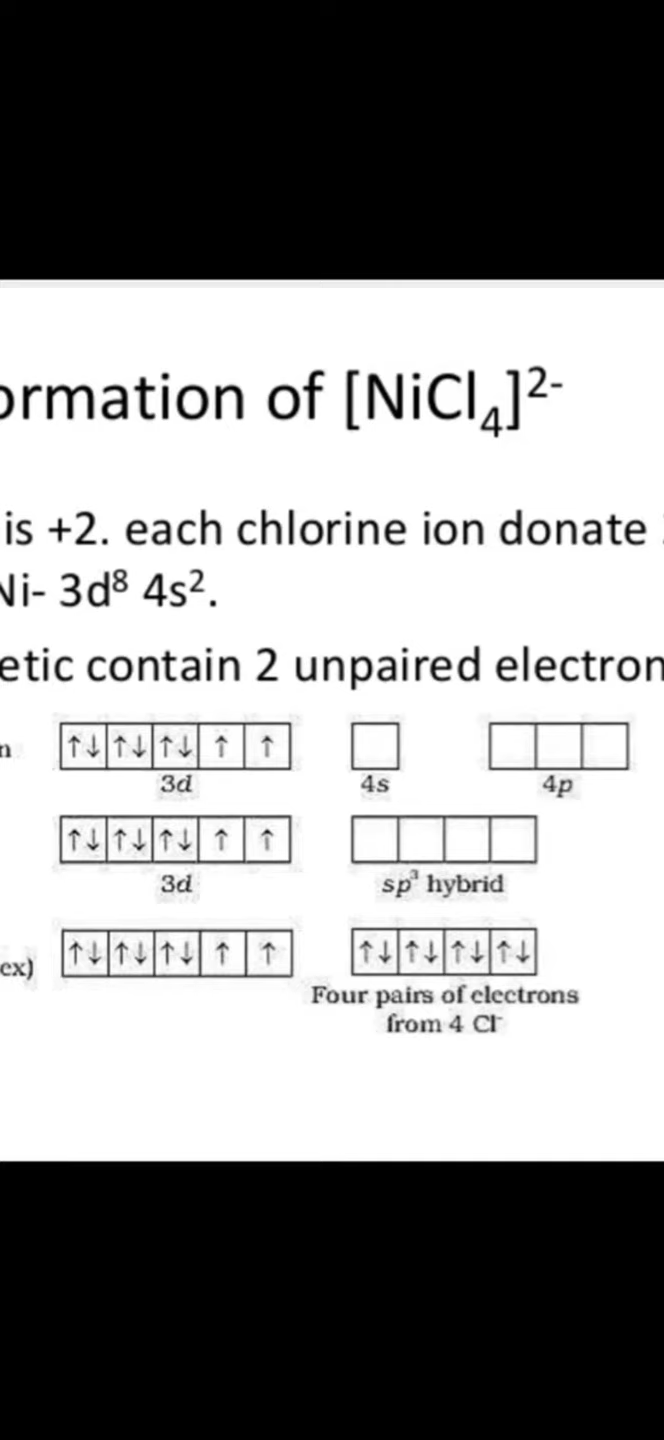 ormation of [NiCl₄]²⁻
is +2. each chlorine ion donate
Ni- 3d⁸ 4s².
etic contain 2 unpaired electron
n ↑↓ ↑↓ ↑↓ ↑ ↑
3d 4s 4p
↑↓ ↑↓ ↑↓ ↑ ↑
3d sp³ hybrid
ex) ↑↓ ↑↓ ↑↓ ↑ ↑ ↑↓ ↑↓ ↑↓ ↑↓
Four pairs of electrons
from 4 Cl⁻